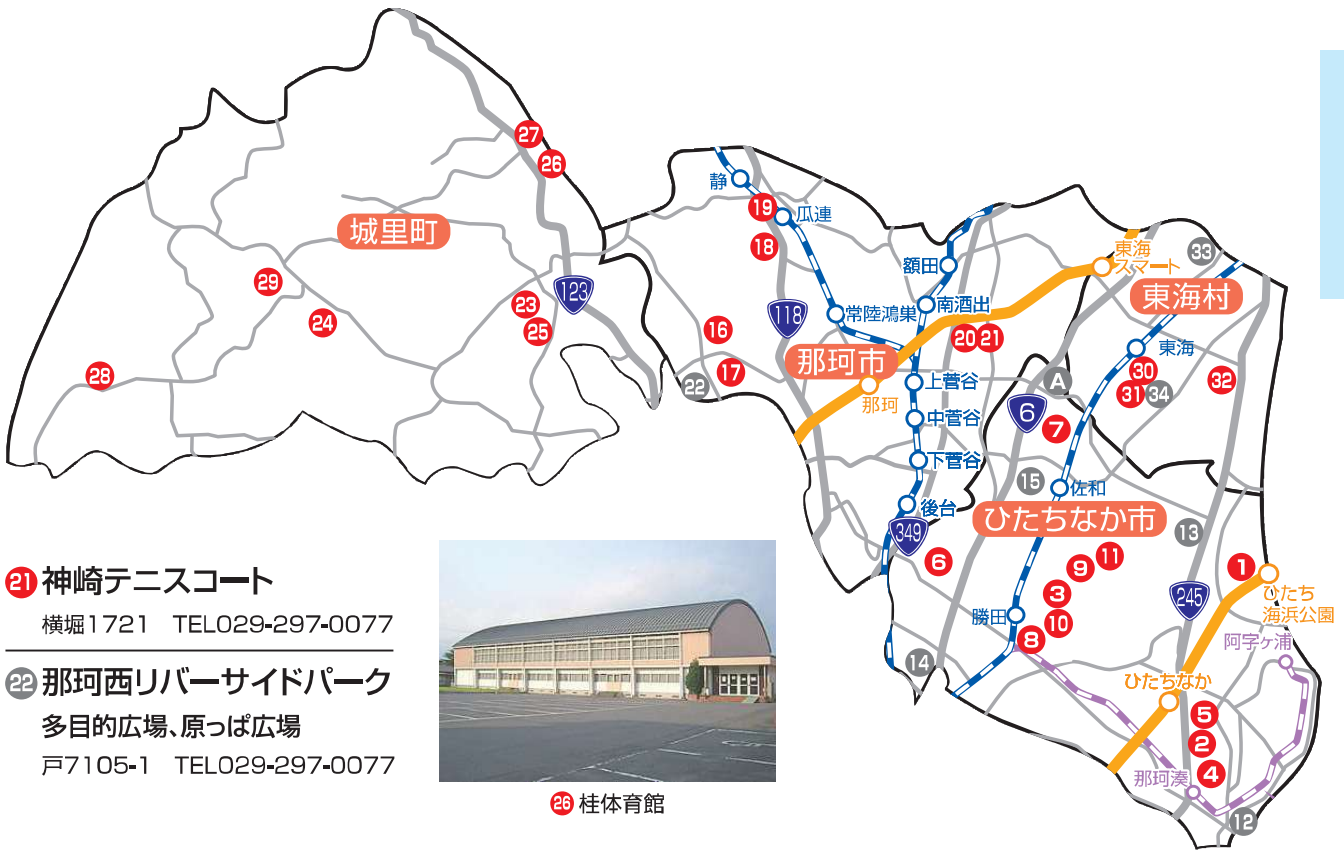 27
26
城里町
29
24
23
25
123
28
静
19
瓜連
18
118
常陸鴻巣
額田
南酒出
16
17
22
那珂市
那珂
20
21
上菅谷
中菅谷
下菅谷
後台
349
東海
スマート
33
東海村
東海
30
31
34
32
A
6
7
15
佐和
ひたちなか市
13
6
9
11
3
10
勝田
8
14
245
1
ひたち
海浜公園
阿字ヶ浦
ひたちなか
5
2
4
那珂湊
12
21 神崎テニスコート
横堀1721 TEL029-297-0077
22 那珂西リバーサイドパーク
多目的広場、原っぱ広場
戸7105-1 TEL029-297-0077
26 桂体育館